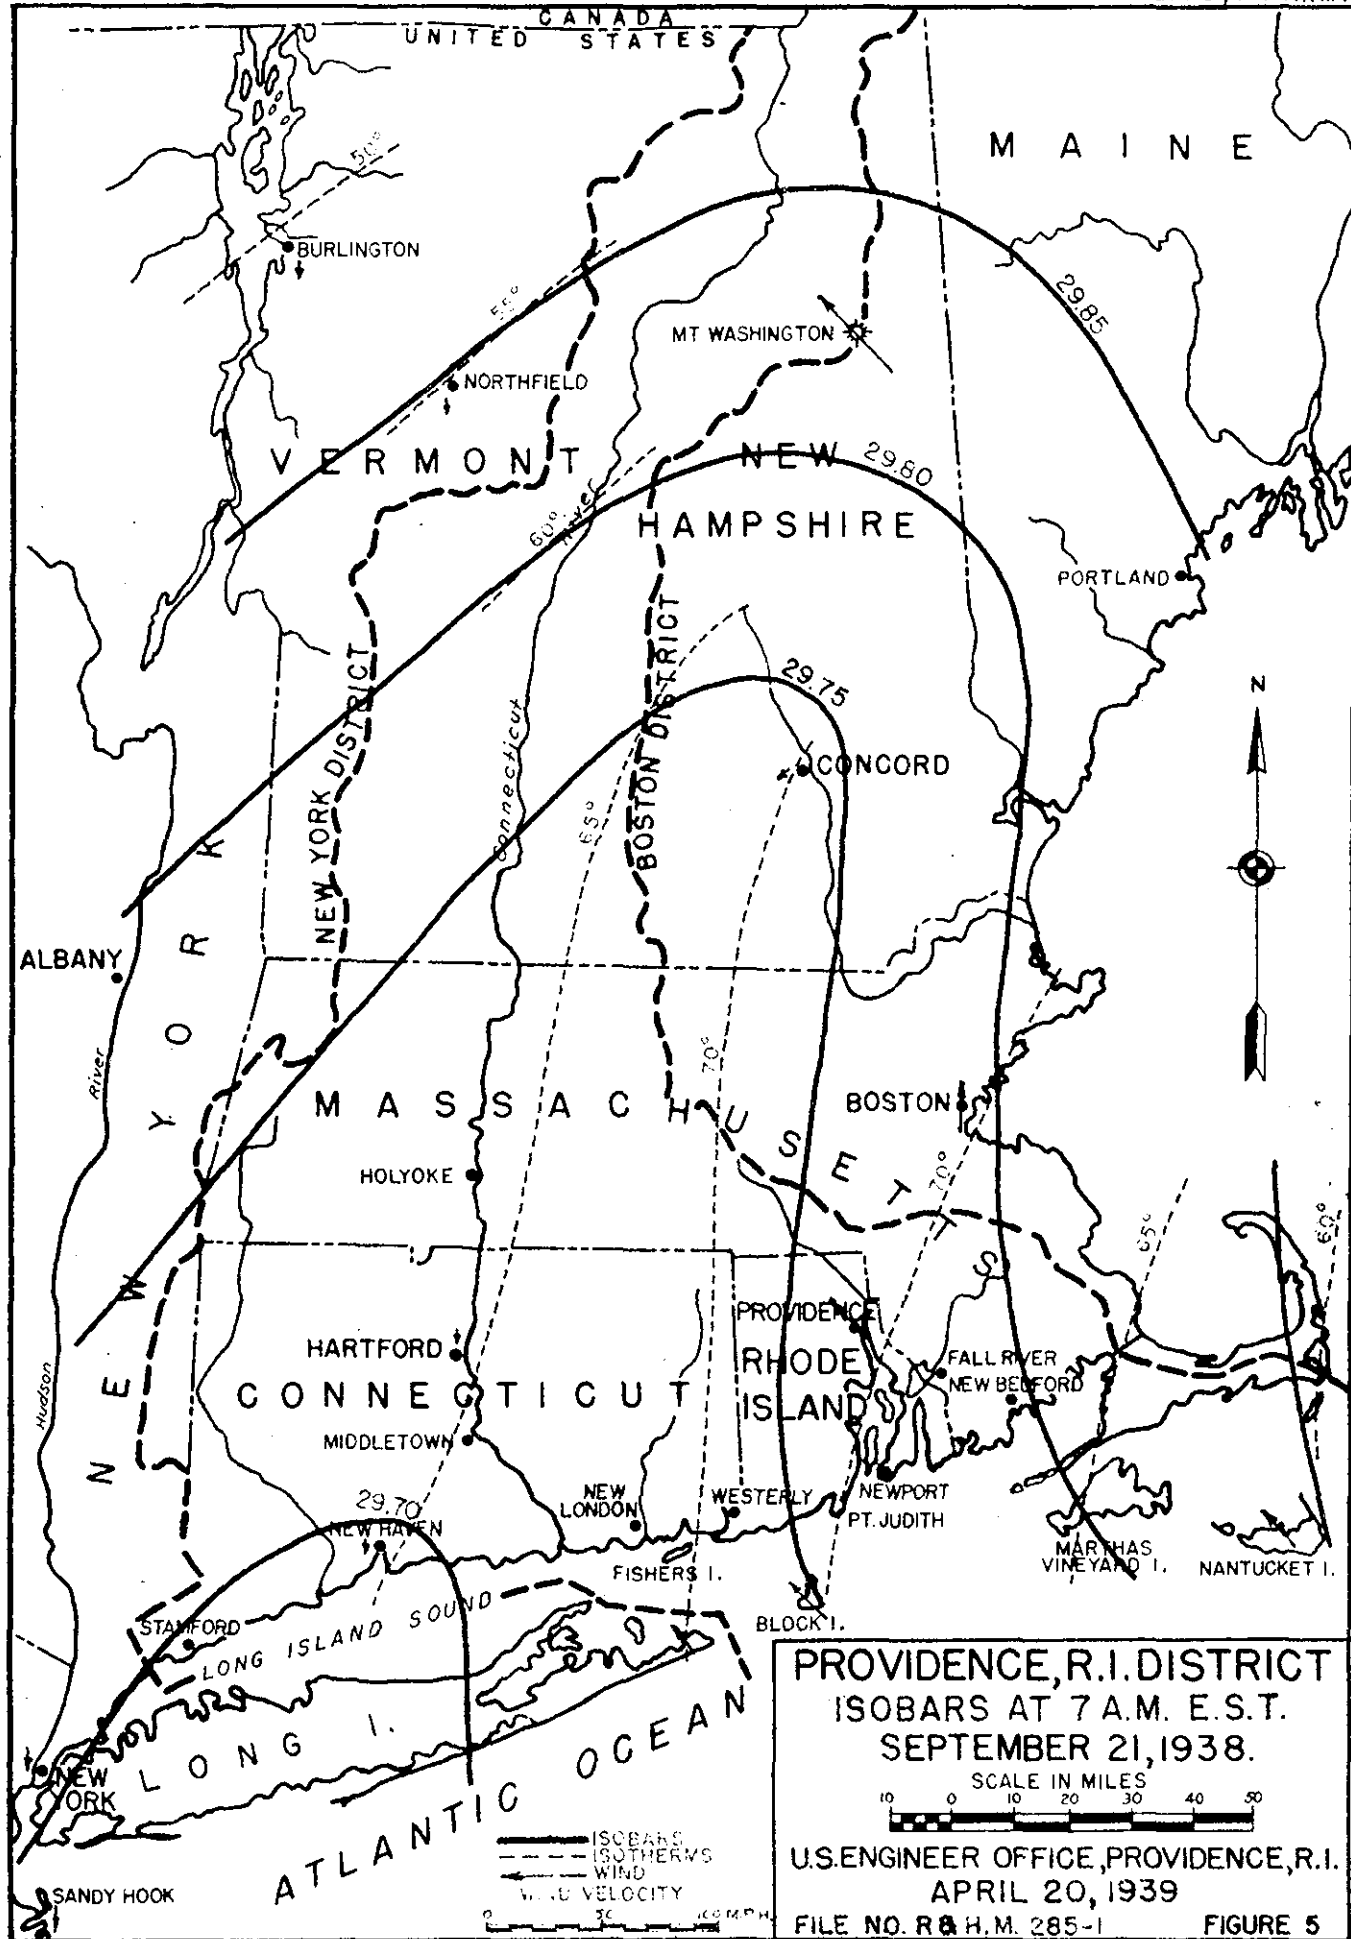 CANADA
UNITED STATES
MAINE
50°
BURLINGTON
55°
29.85
MT WASHINGTON
NORTHFIELD
VERMONT
NEW
HAMPSHIRE
29.80
60°
River
PORTLAND
NEW YORK DISTRICT
BOSTON DISTRICT
29.75
N
Connecticut
CONCORD
65°
ALBANY
NEW YORK
River
70°
MASSACHUSETTS
BOSTON
HOLYOKE
70°
65°
60°
PROVIDENCE
HARTFORD
RHODE
ISLAND
FALL RIVER
NEW BEDFORD
Hudson
CONNECTICUT
MIDDLETOWN
29.70
NEW HAVEN
NEW
LONDON
WESTERLY
NEWPORT
PT. JUDITH
MARTHAS
VINEYARD I.
NANTUCKET I.
FISHERS I.
BLOCK I.
STAMFORD
LONG ISLAND SOUND
LONG I.
NEW
YORK
ATLANTIC OCEAN
SANDY HOOK
ISOBARS
ISOTHERMS
WIND
WIND VELOCITY
0 50 100 M.P.H.
PROVIDENCE, R.I. DISTRICT
ISOBARS AT 7 A.M. E.S.T.
SEPTEMBER 21, 1938.
SCALE IN MILES
10 0 10 20 30 40 50
U.S. ENGINEER OFFICE, PROVIDENCE, R.I.
APRIL 20, 1939
FILE NO. R & H.M. 285-1 FIGURE 5